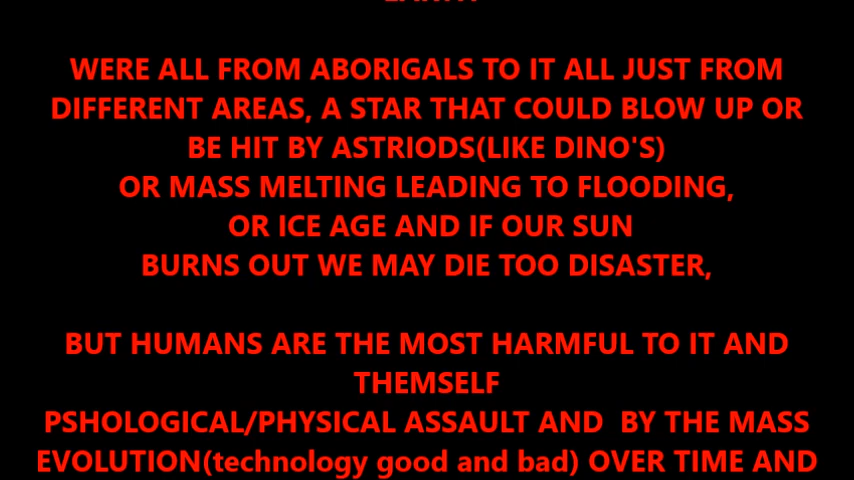 WERE ALL FROM ABORIGALS TO IT ALL JUST FROM
DIFFERENT AREAS, A STAR THAT COULD BLOW UP OR
BE HIT BY ASTRIODS(LIKE DINO'S)
OR MASS MELTING LEADING TO FLOODING,
OR ICE AGE AND IF OUR SUN
BURNS OUT WE MAY DIE TOO DISASTER,
BUT HUMANS ARE THE MOST HARMFUL TO IT AND
THEMSELF
PSHOLOGICAL/PHYSICAL ASSAULT AND  BY THE MASS
EVOLUTION(technology good and bad) OVER TIME AND